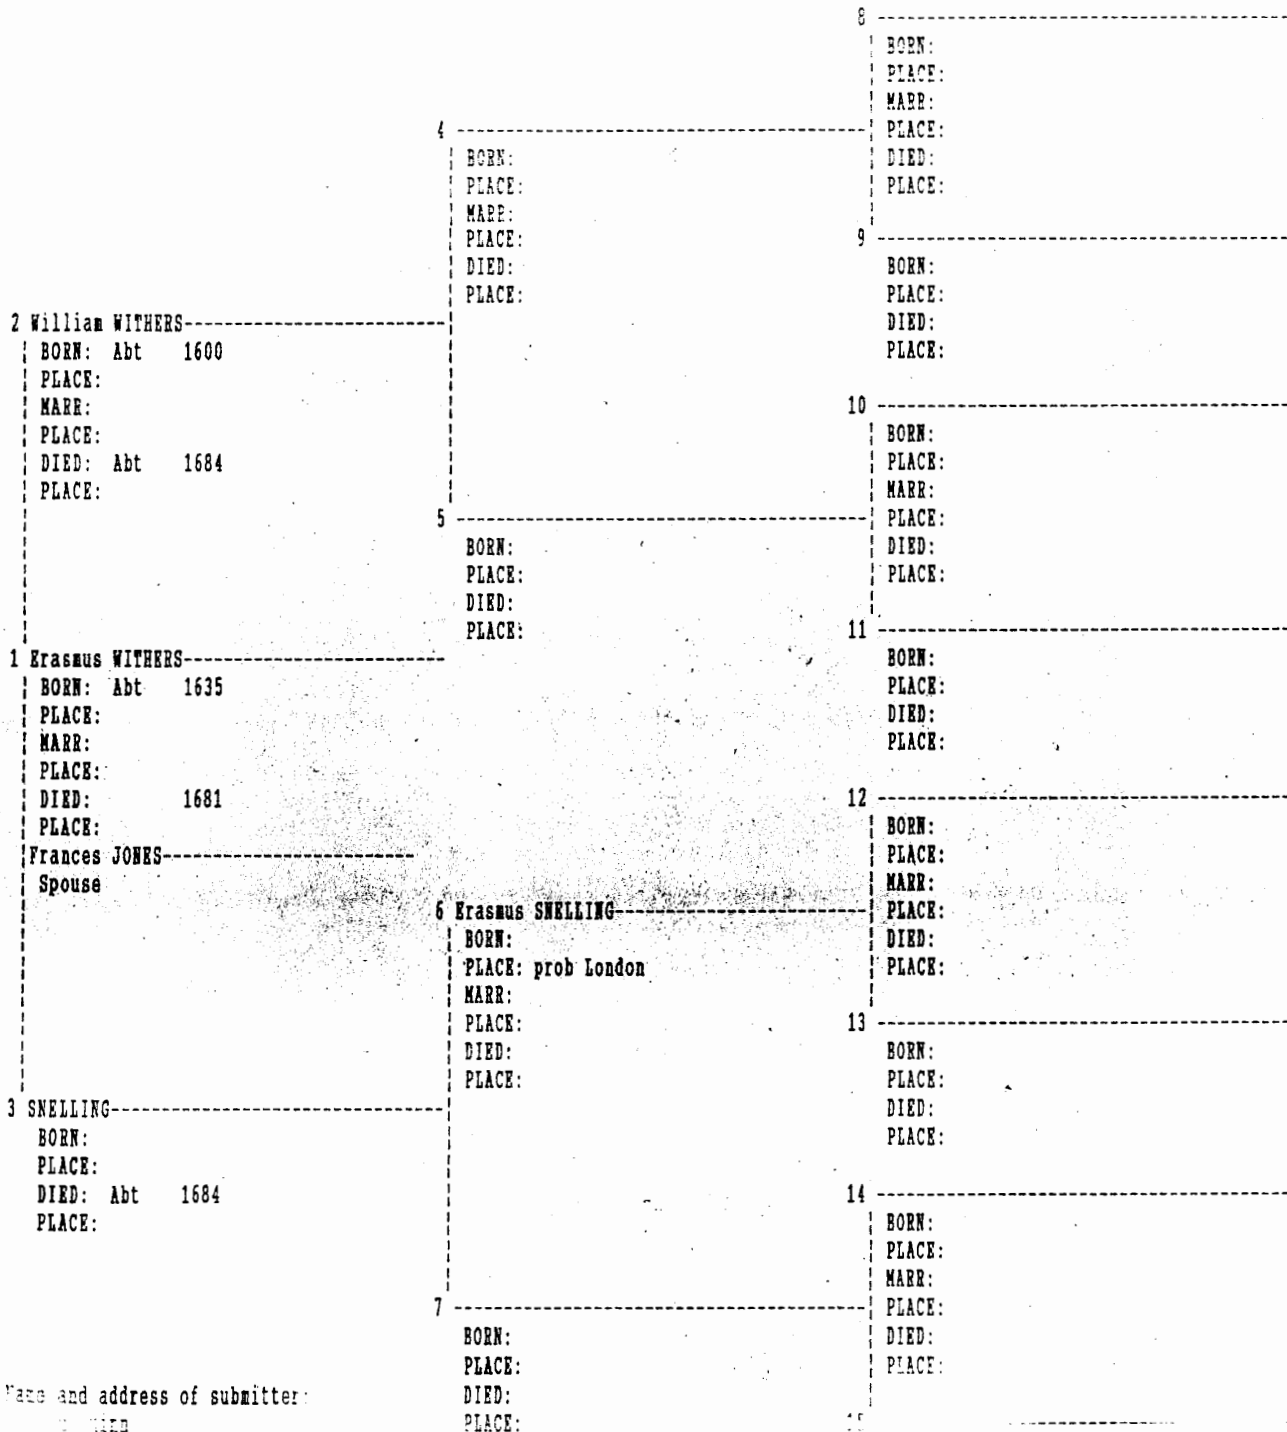 8 ------------------------------
BORN:
PLACE:
MARR:
PLACE:
DIED:
PLACE:
4 ------------------------------
BORN:
PLACE:
MARR:
PLACE:
DIED:
PLACE:
9 ------------------------------
BORN:
PLACE:
DIED:
PLACE:
2 William WITHERS------------------------------
BORN: Abt 1600
PLACE:
MARR:
PLACE:
DIED: Abt 1684
PLACE:
10 ------------------------------
BORN:
PLACE:
MARR:
PLACE:
DIED:
PLACE:
5 ------------------------------
BORN:
PLACE:
DIED:
PLACE:
11 ------------------------------
BORN:
PLACE:
DIED:
PLACE:
1 Erasmus WITHERS------------------------------
BORN: Abt 1635
PLACE:
MARR:
PLACE:
DIED: 1681
PLACE:
Frances JONES------------------------------
Spouse
12 ------------------------------
BORN:
PLACE:
MARR:
PLACE:
DIED:
PLACE:
6 Erasmus SNELLING------------------------------
BORN:
PLACE: prob London
MARR:
PLACE:
DIED:
PLACE:
13 ------------------------------
BORN:
PLACE:
DIED:
PLACE:
3 SNELLING------------------------------
BORN:
PLACE:
DIED: Abt 1684
PLACE:
14 ------------------------------
BORN:
PLACE:
MARR:
PLACE:
DIED:
PLACE:
7 ------------------------------
BORN:
PLACE:
DIED:
PLACE:
15 ------------------------------
Name and address of submitter: